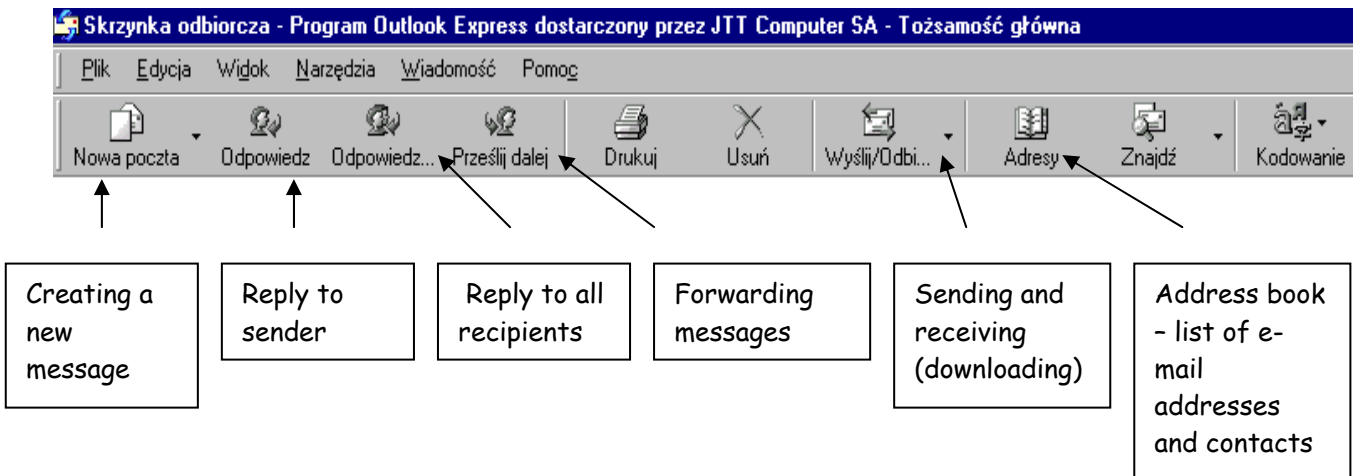 Skrzynka odbiorcza - Program Outlook Express dostarczony przez JTT Computer SA - Tożsamość główna
Plik Edycja Widok Narzędzia Wiadomość Pomoc
Nowa poczta Odpowiedz Odpowiedz... Prześlij dalej Drukuj Usuń Wyślij/Odbi... Adresy Znajdź Kodowanie
Creating a
new
message
Reply to
sender
Reply to all
recipients
Forwarding
messages
Sending and
receiving
(downloading)
Address book
– list of e-
mail
addresses
and contacts